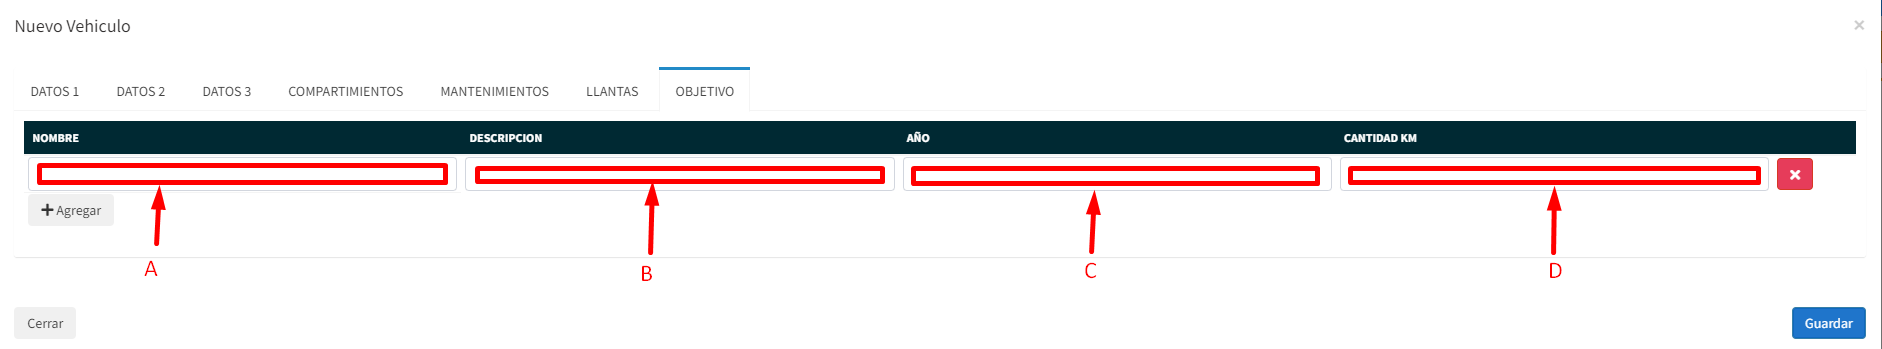 Nuevo Vehiculo ×
DATOS 1 DATOS 2 DATOS 3 COMPARTIMIENTOS MANTENIMIENTOS LLANTAS OBJETIVO
NOMBRE DESCRIPCION AÑO CANTIDAD KM
+ Agregar
A B C D
Cerrar Guardar